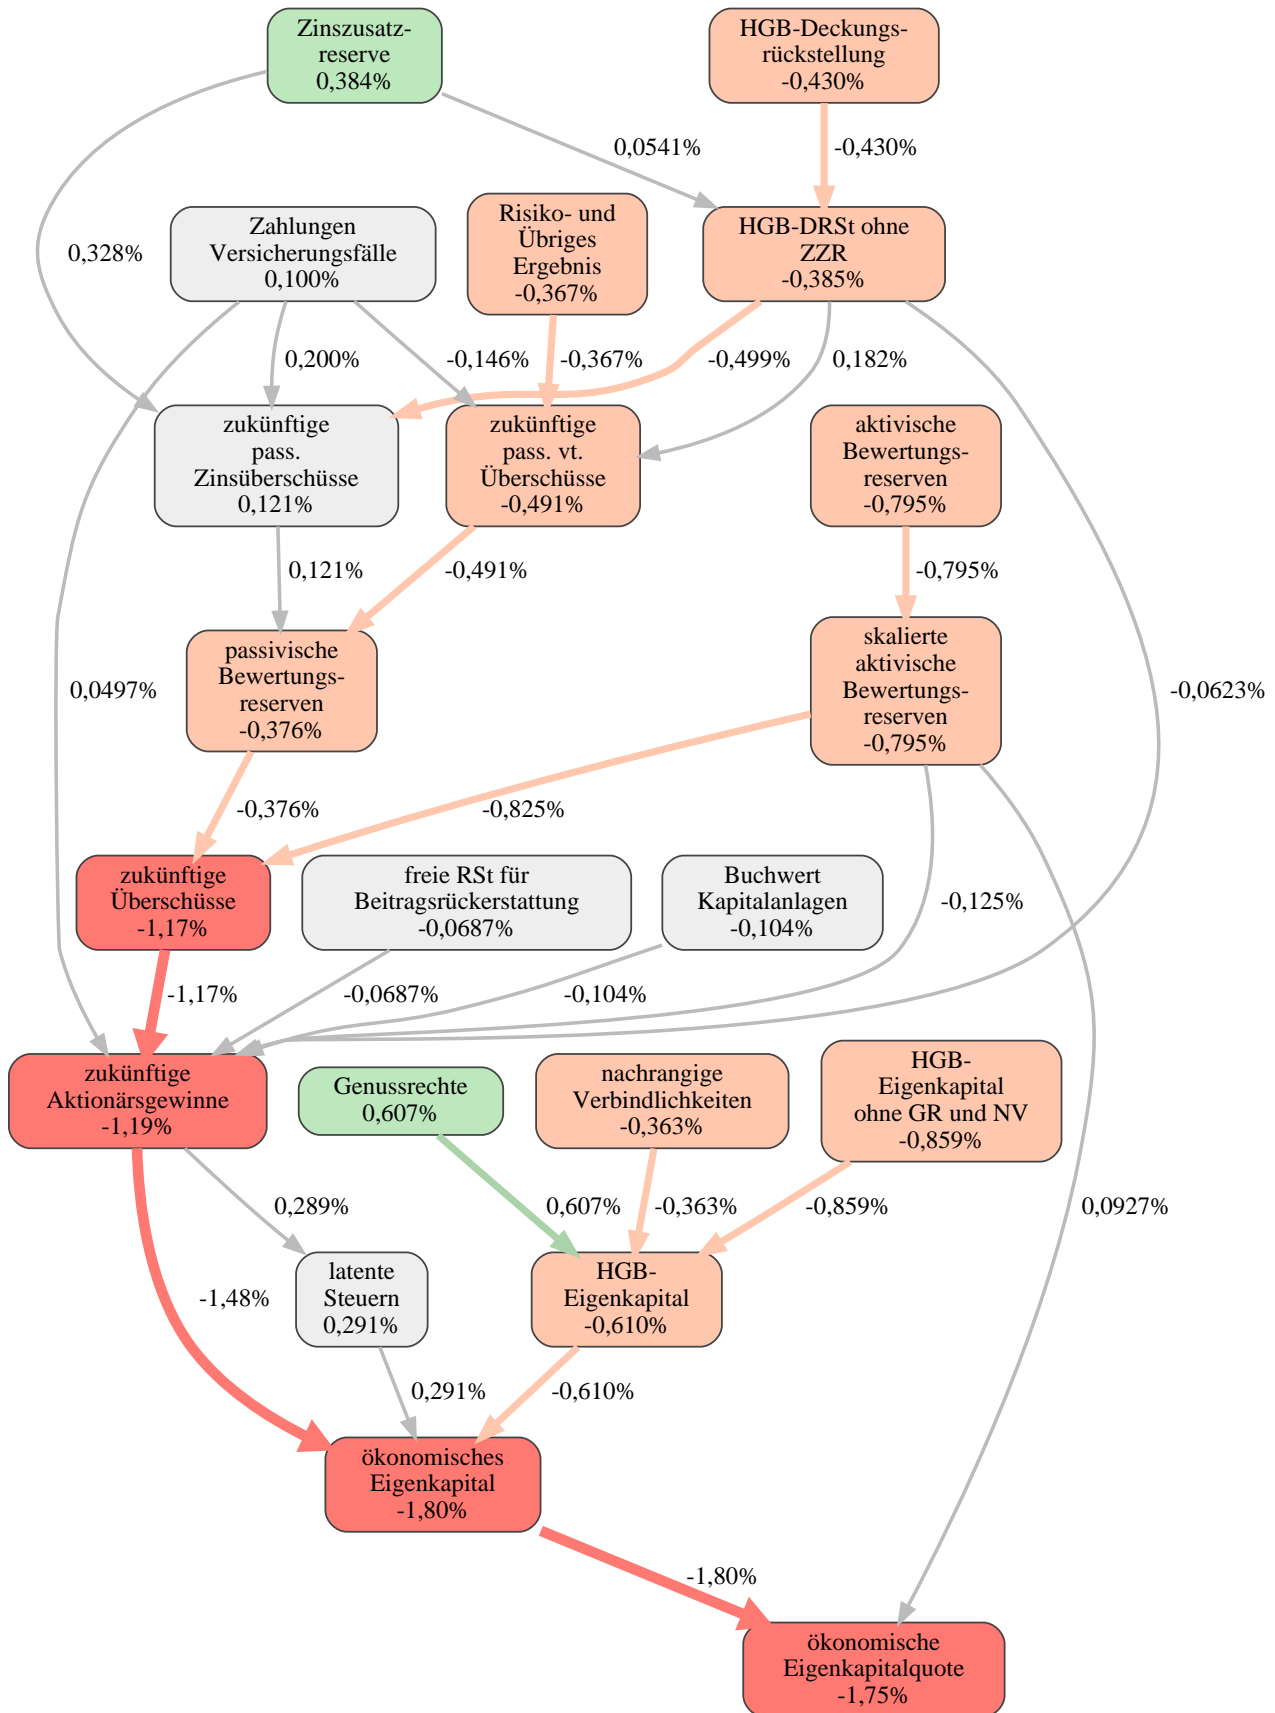 Zinszusatz-
reserve
0,384%
HGB-Deckungs-
rückstellung
-0,430%
0,0541%
-0,430%
Zahlungen
Versicherungsfälle
0,100%
Risiko- und
Übriges
Ergebnis
-0,367%
HGB-DRSt ohne
ZZR
-0,385%
0,328%
0,200%
-0,146%
-0,367%
-0,499%
0,182%
zukünftige
pass.
Zinsüberschüsse
0,121%
zukünftige
pass. vt.
Überschüsse
-0,491%
aktivische
Bewertungs-
reserven
-0,795%
0,121%
-0,491%
-0,795%
passivische
Bewertungs-
reserven
-0,376%
skalierte
aktivische
Bewertungs-
reserven
-0,795%
0,0497%
-0,0623%
-0,376%
-0,825%
zukünftige
Überschüsse
-1,17%
freie RSt für
Beitragsrückerstattung
-0,0687%
Buchwert
Kapitalanlagen
-0,104%
-0,125%
-1,17%
-0,0687%
-0,104%
zukünftige
Aktionärsgewinne
-1,19%
Genussrechte
0,607%
nachrangige
Verbindlichkeiten
-0,363%
HGB-
Eigenkapital
ohne GR und NV
-0,859%
0,289%
0,607%
-0,363%
-0,859%
0,0927%
-1,48%
latente
Steuern
0,291%
HGB-
Eigenkapital
-0,610%
0,291%
-0,610%
ökonomisches
Eigenkapital
-1,80%
-1,80%
ökonomische
Eigenkapitalquote
-1,75%